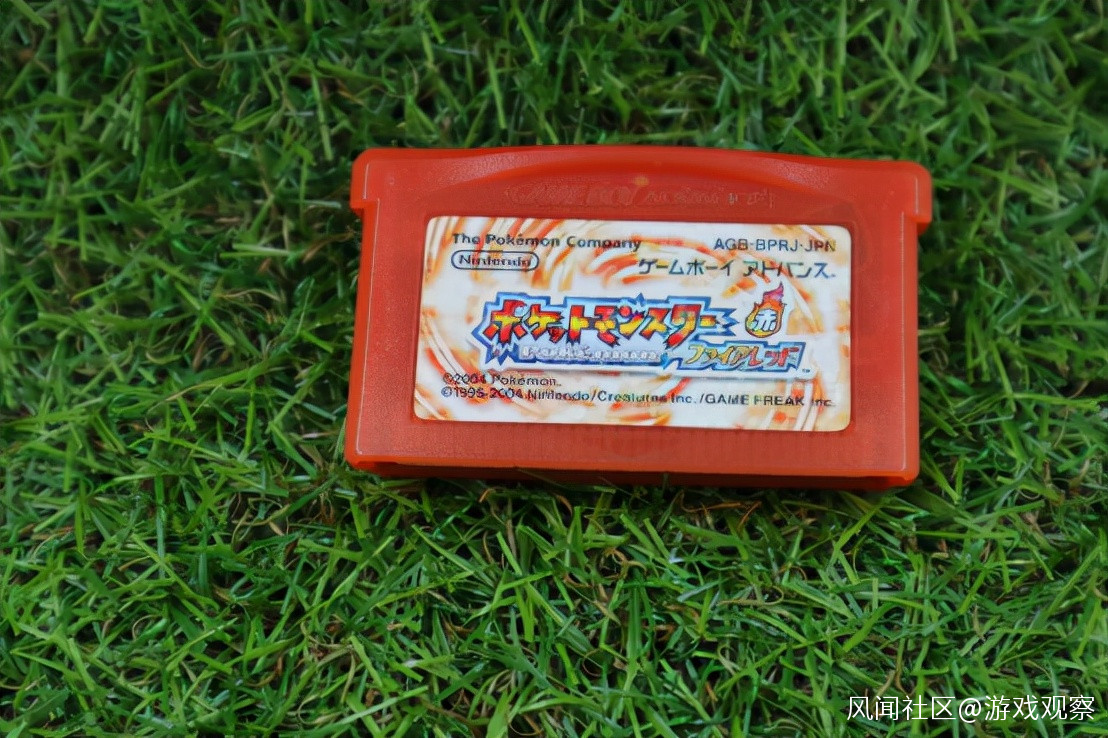 GAME BOY
The Pokémon Company
AGB-BPRJ-JPN
Nintendo
ゲームボーイ アドバンス
ポケットモンスター
赤
ファイアレッド
©2004 Pokémon.
©1995-2004 Nintendo/Creatures Inc./GAME FREAK inc.
风闻社区@游戏观察